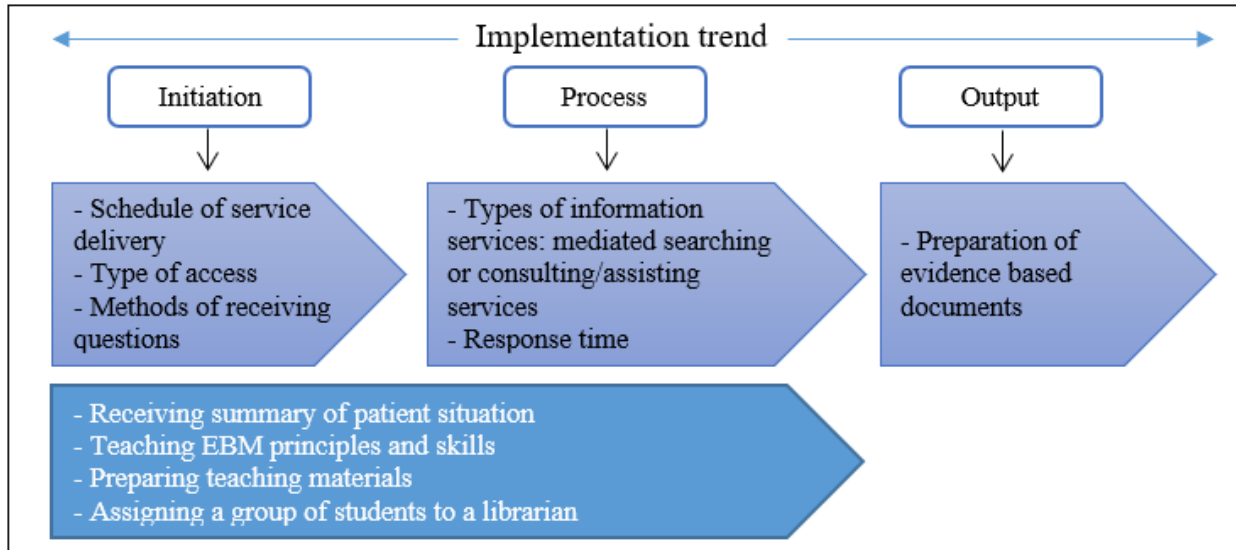 Implementation trend
Initiation
Process
Output
- Schedule of service
delivery
- Type of access
- Methods of receiving
questions
- Types of information
services: mediated searching
or consulting/assisting
services
- Response time
- Preparation of
evidence based
documents
- Receiving summary of patient situation
- Teaching EBM principles and skills
- Preparing teaching materials
- Assigning a group of students to a librarian